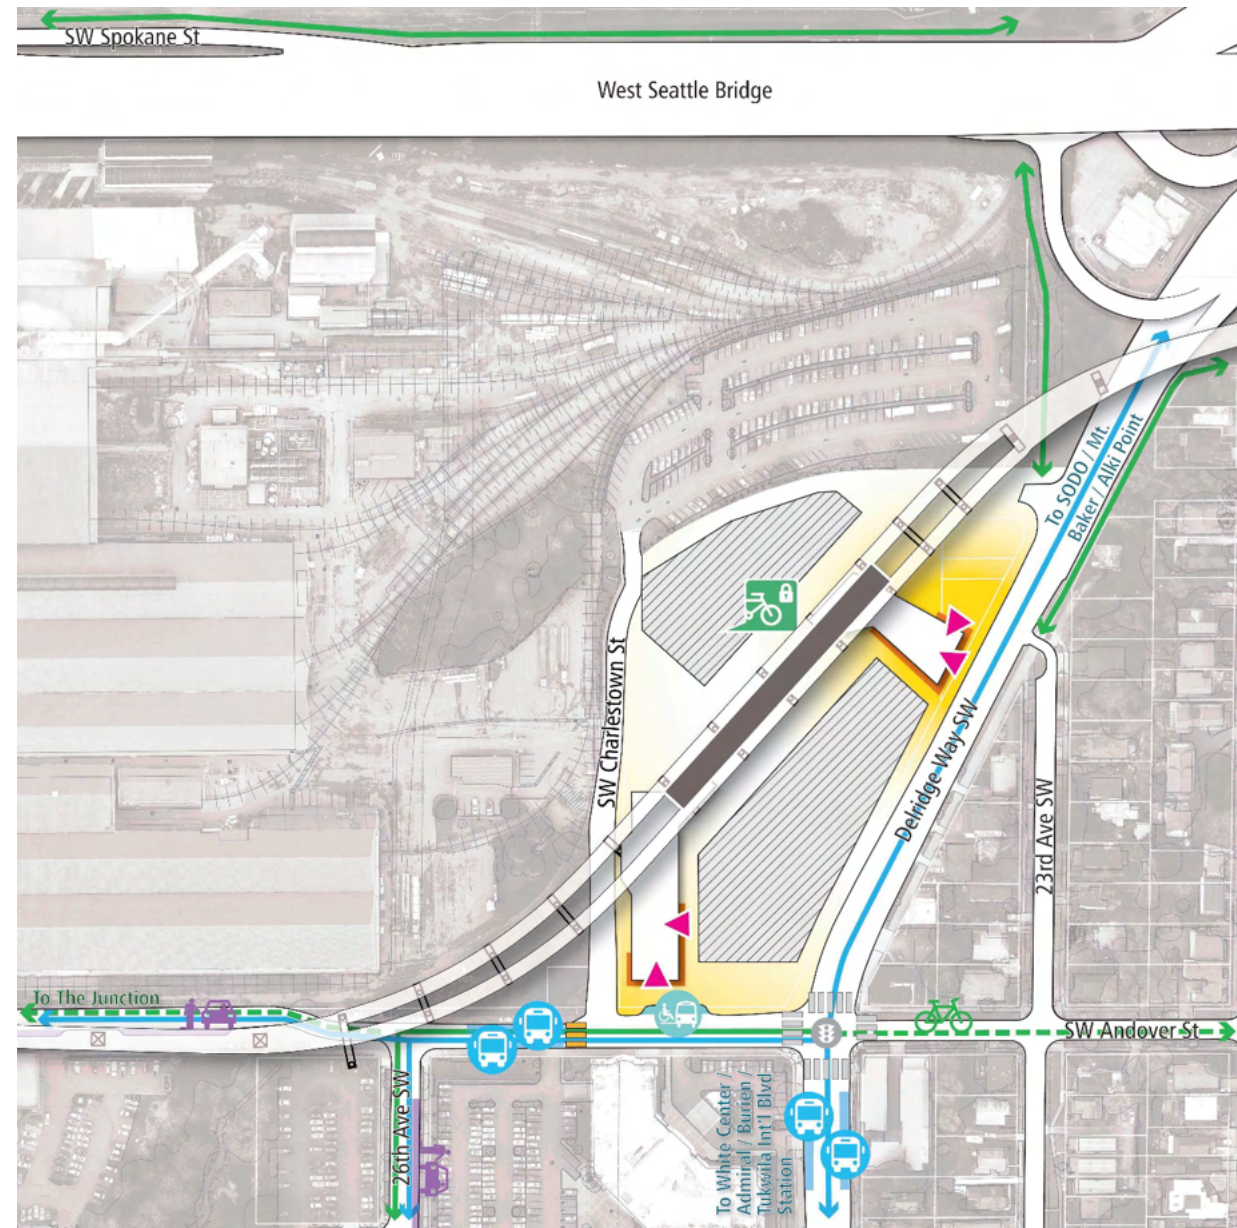 SW Spokane St
West Seattle Bridge
To SODO / Mt.
Baker / Alki Point
SW Charlestown St
Delridge Way SW
23rd Ave SW
To The Junction
SW Andover St
26th Ave SW
To White Center /
Admiral / Burien /
Tukwila Int'l Blvd
Station